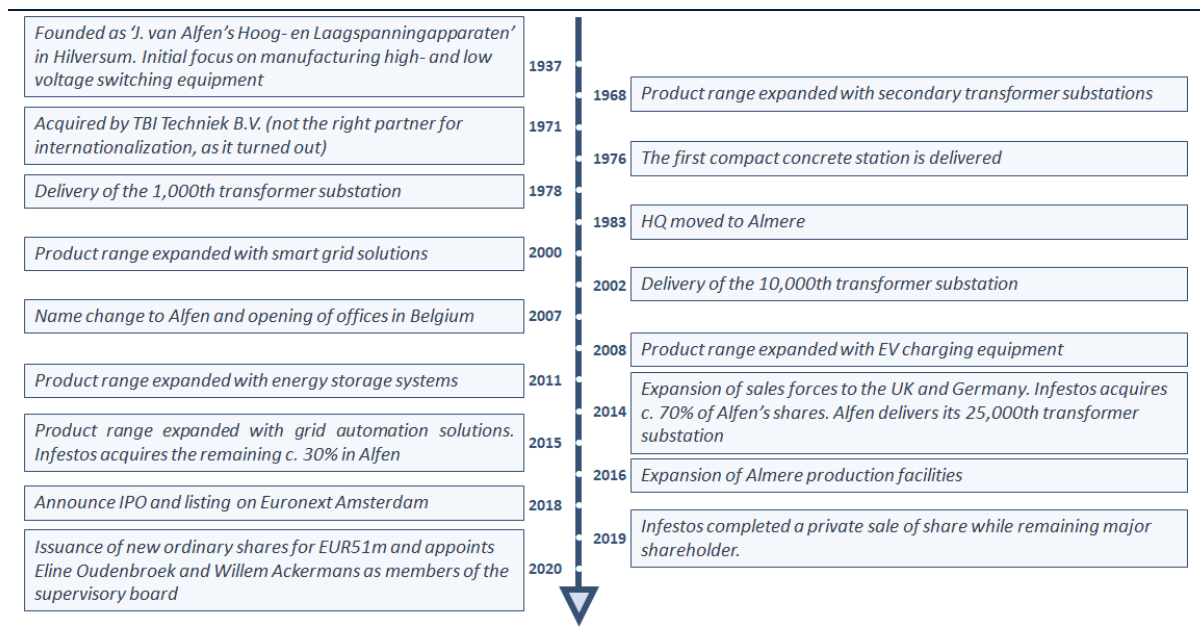 Founded as ‘J. van Alfen’s Hoog- en Laagspanningapparaten’
in Hilversum. Initial focus on manufacturing high- and low
voltage switching equipment
1937
1968
Product range expanded with secondary transformer substations
Acquired by TBI Techniek B.V. (not the right partner for
internationalization, as it turned out)
1971
1976
The first compact concrete station is delivered
Delivery of the 1,000th transformer substation
1978
1983
HQ moved to Almere
Product range expanded with smart grid solutions
2000
2002
Delivery of the 10,000th transformer substation
Name change to Alfen and opening of offices in Belgium
2007
2008
Product range expanded with EV charging equipment
Product range expanded with energy storage systems
2011
2014
Expansion of sales forces to the UK and Germany. Infestos acquires
c. 70% of Alfen’s shares. Alfen delivers its 25,000th transformer
substation
Product range expanded with grid automation solutions.
Infestos acquires the remaining c. 30% in Alfen
2015
2016
Expansion of Almere production facilities
Announce IPO and listing on Euronext Amsterdam
2018
2019
Infestos completed a private sale of share while remaining major
shareholder.
Issuance of new ordinary shares for EUR51m and appoints
Eline Oudenbroek and Willem Ackermans as members of the
supervisory board
2020